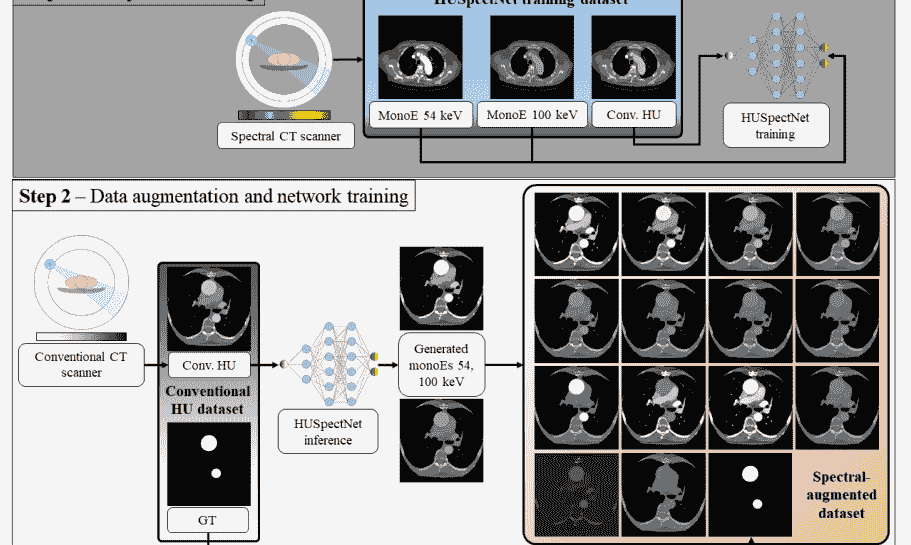 HUSpectNet training dataset
MonoE 54 keV
MonoE 100 keV
Conv. HU
Spectral CT scanner
HUSpectNet
training
Step 2 – Data augmentation and network training
Conventional CT
scanner
Conv. HU
Conventional
HU dataset
GT
HUSpectNet
inference
Generated
monoEs 54,
100 keV
Spectral-
augmented
dataset